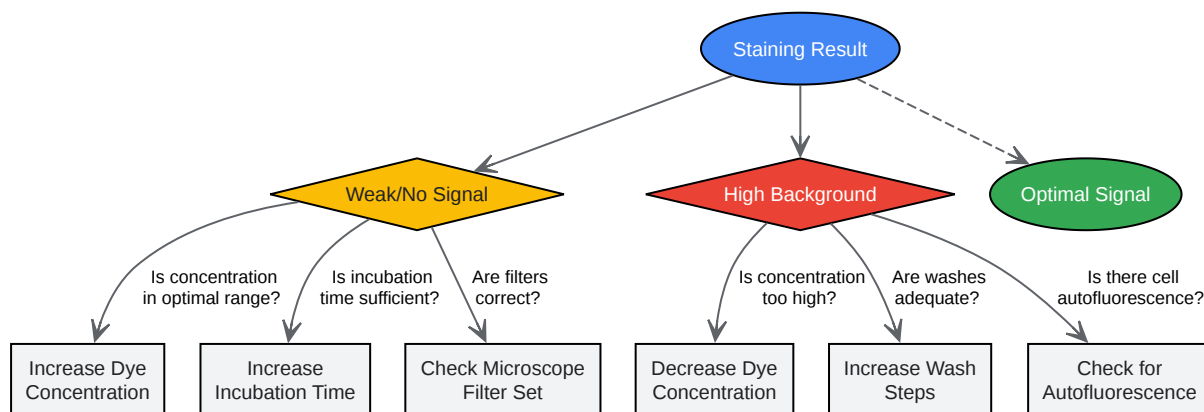 Staining Result
Weak/No Signal
High Background
Optimal Signal
Is concentration
in optimal range?
Is incubation
time sufficient?
Are filters
correct?
Is concentration
too high?
Are washes
adequate?
Is there cell
autofluorescence?
Increase Dye
Concentration
Increase
Incubation Time
Check Microscope
Filter Set
Decrease Dye
Concentration
Increase Wash
Steps
Check for
Autofluorescence